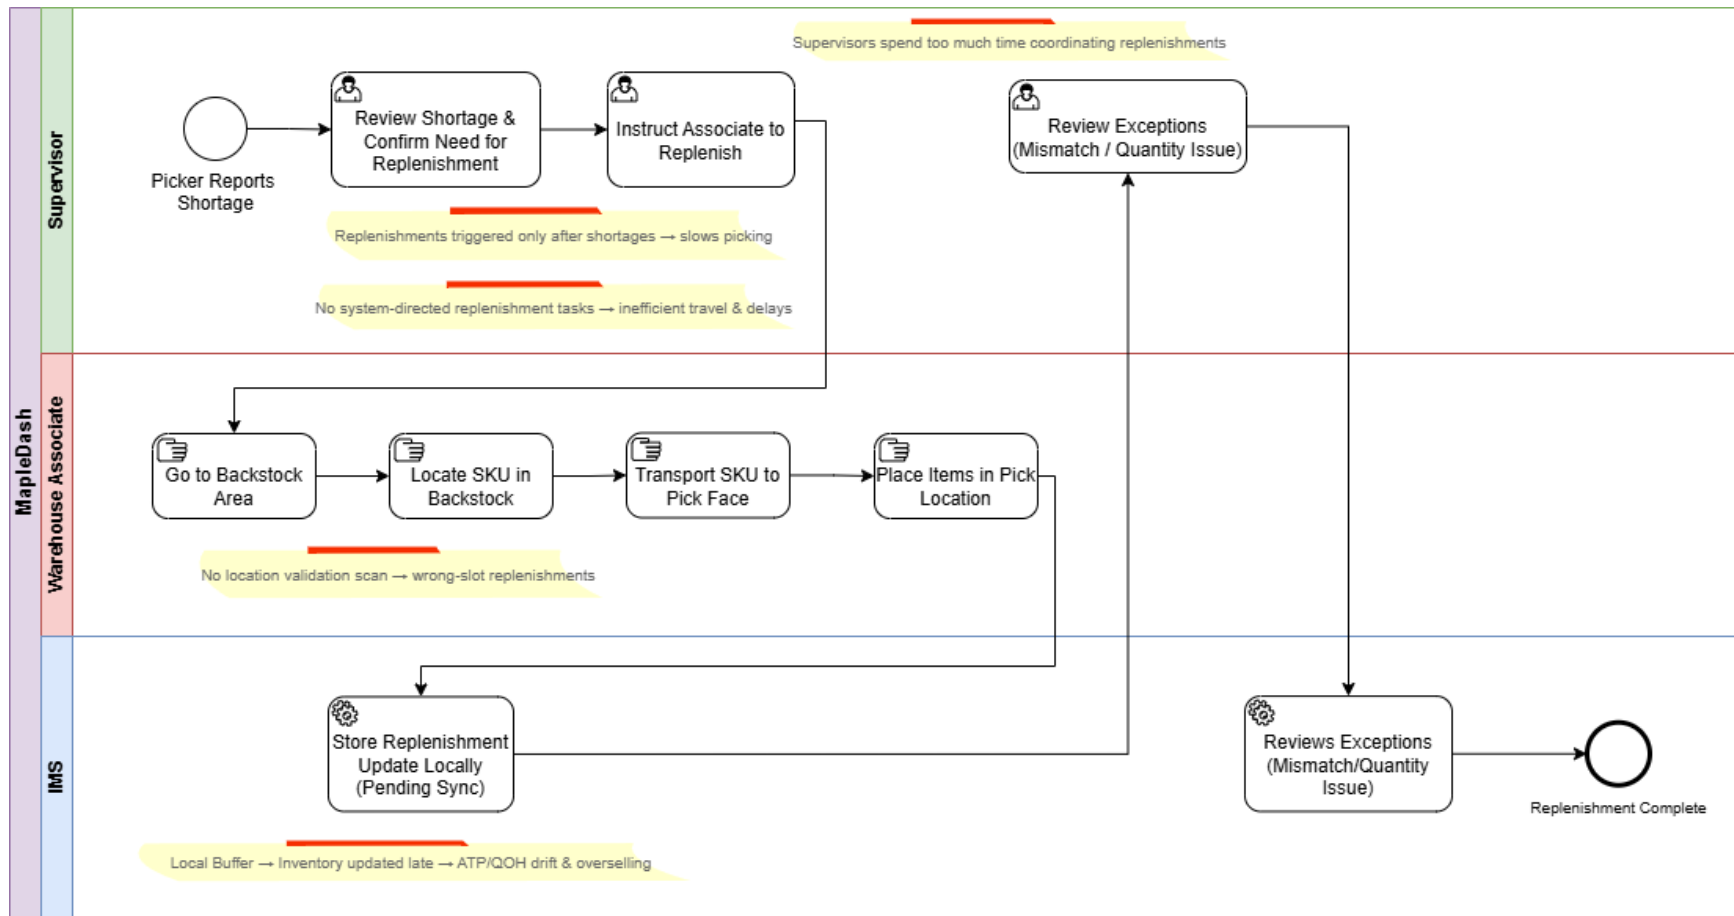 MapleDash
Supervisor
Supervisors spend too much time coordinating replenishments
Picker Reports
Shortage
Review Shortage &
Confirm Need for
Replenishment
Instruct Associate to
Replenish
Review Exceptions
(Mismatch / Quantity Issue)
Replenishments triggered only after shortages → slows picking
No system-directed replenishment tasks → inefficient travel & delays
Warehouse Associate
Go to Backstock
Area
Locate SKU in
Backstock
Transport SKU to
Pick Face
Place Items in Pick
Location
No location validation scan → wrong-slot replenishments
IMS
Store Replenishment
Update Locally
(Pending Sync)
Reviews Exceptions
(Mismatch/Quantity
Issue)
Replenishment Complete
Local Buffer → Inventory updated late → ATP/QOH drift & overselling